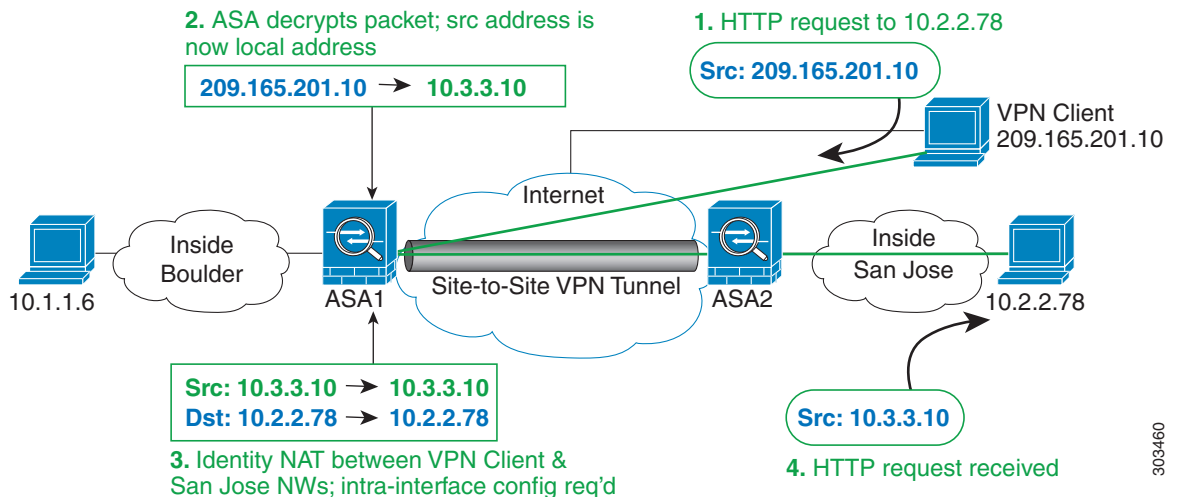 2. ASA decrypts packet; src address is
now local address
209.165.201.10 → 10.3.3.10
1. HTTP request to 10.2.2.78
Src: 209.165.201.10
VPN Client
209.165.201.10
Internet
Inside
Boulder
10.1.1.6
ASA1
Site-to-Site VPN Tunnel
ASA2
Inside
San Jose
10.2.2.78
Src: 10.3.3.10 → 10.3.3.10
Dst: 10.2.2.78 → 10.2.2.78
3. Identity NAT between VPN Client &
San Jose NWs; intra-interface config req'd
Src: 10.3.3.10
4. HTTP request received
303460